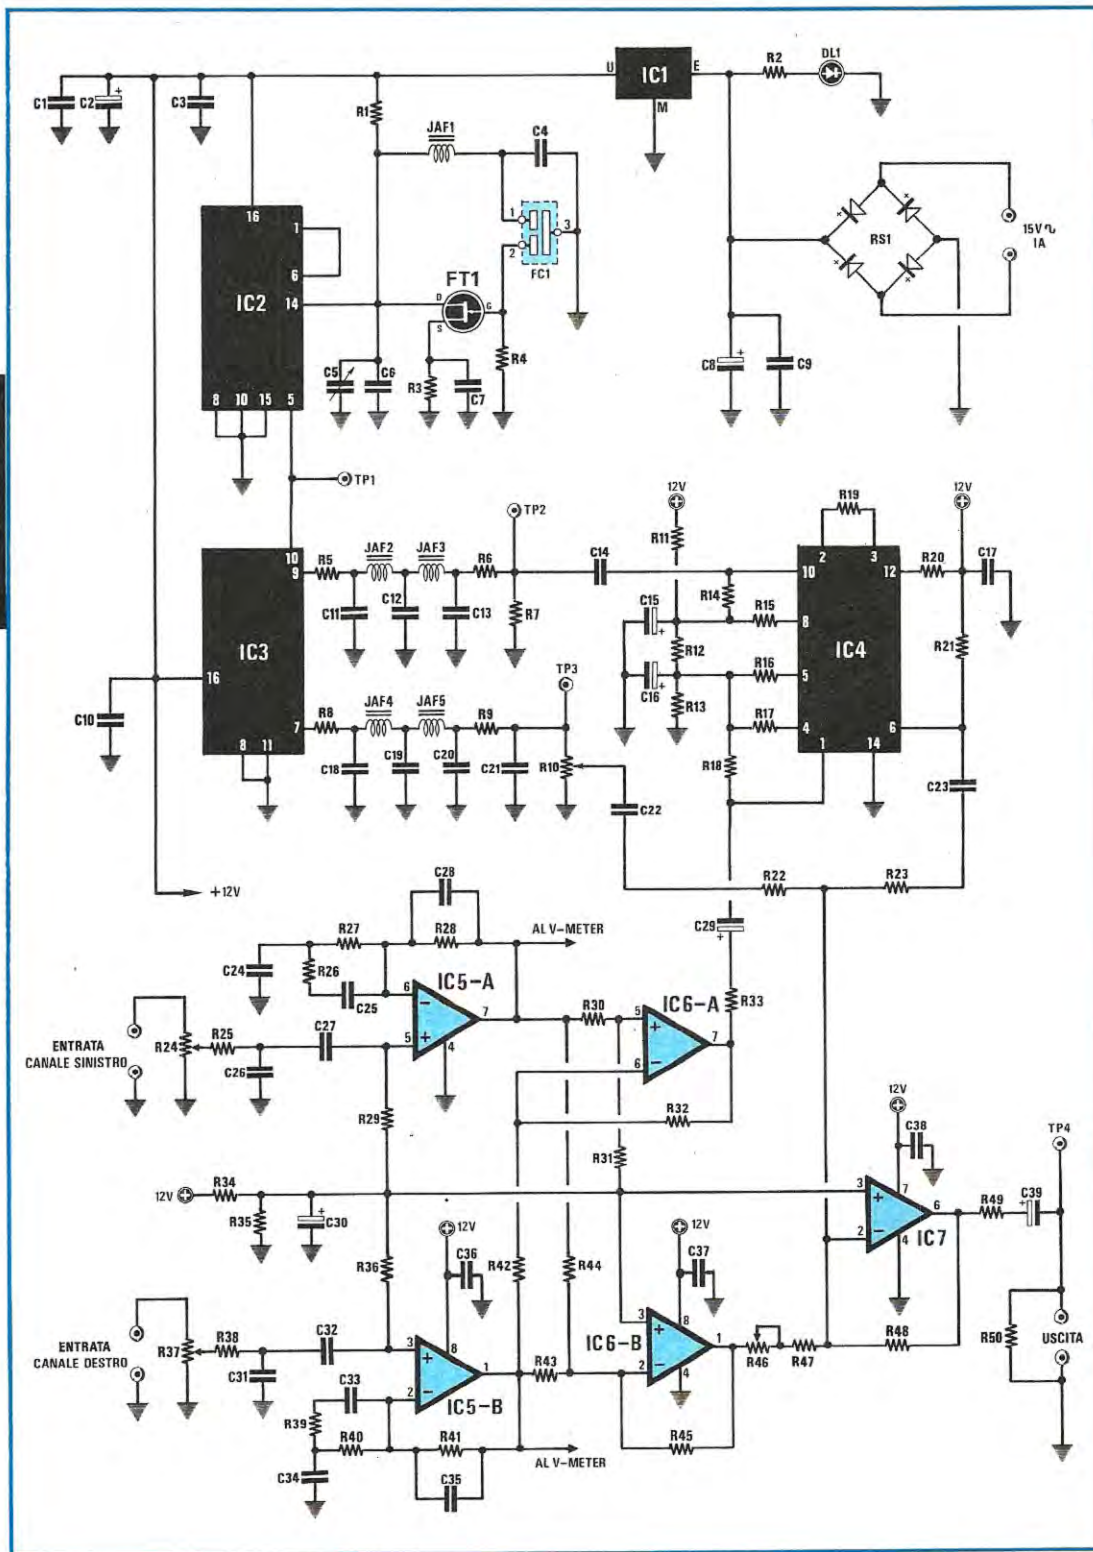 U
IC1
E
R2
DL1
M
C1
C2
+
C3
R1
JAF1
C4
1
2
3
FC1
RS1
15V
1A
16
1
6
14
IC2
8
10
15
5
FT1
D
S
G
C5
C6
R3
C7
R4
C8
+
C9
TP1
TP2
12V
R19
12V
10
9
R5
JAF2
JAF3
R6
C14
R11
2
3
10
12
R20
C17
C11
C12
C13
R7
C15
+
R14
R15
8
R12
IC4
R21
IC3
16
C10
C16
+
R16
5
R13
R17
4
6
1
14
TP3
7
R8
JAF4
JAF5
R9
8
11
C18
C19
C20
C21
R10
R18
C23
C22
+12V
R22
R23
C28
R27
R28
AL V-METER
C24
R26
C25
C29
+
6
IC5-A
7
5
4
R30
5
IC6-A
7
6
R33
ENTRATA
CANALE SINISTRO
R24
R25
C27
C26
R29
R32
R31
12V
C38
TP4
12V
R34
R35
+
C30
3
7
6
2
4
IC7
R49
C39
+
R36
12V
C36
R42
R44
12V
C37
ENTRATA
CANALE DESTRO
R37
R38
C32
C31
3
8
1
2
IC5-B
R43
IC6-B
3
8
1
2
4
R46
R47
R48
R50
USCITA
C33
R39
R40
R41
C34
C35
R45
AL V-METER